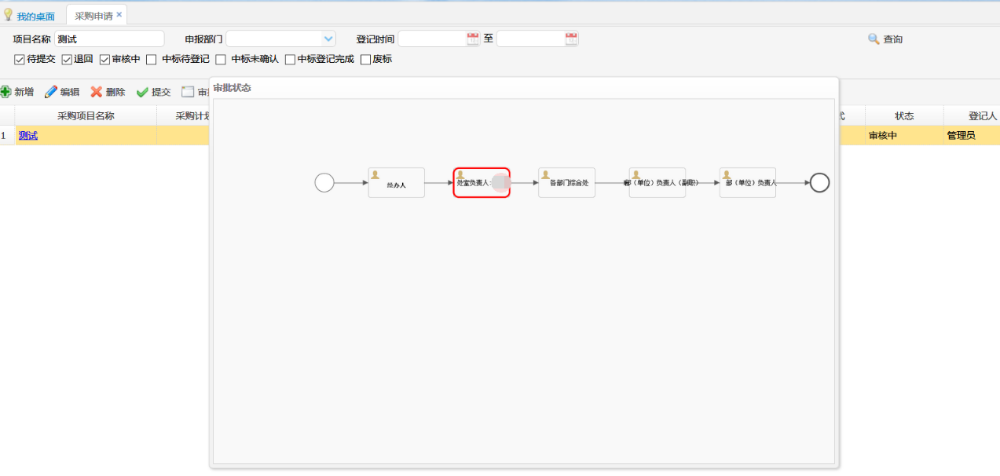 我的桌面 采购申请 ×
项目名称 测试 申报部门 登记时间 至 查询
待提交 退回 审核中 中标待登记 中标未确认 中标登记完成 废标
新增 编辑 删除 提交
审批状态
采购项目名称 采购计划 式 状态 登记人
1 测试 审核中 管理员
经办人 处室负责人: 各部门综合处 部（单位）负责人（副职） 部（单位）负责人